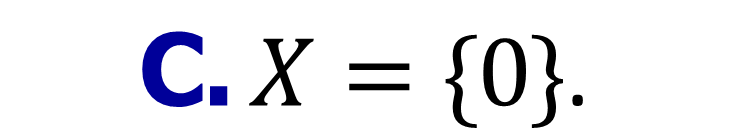 C. X = {0}.